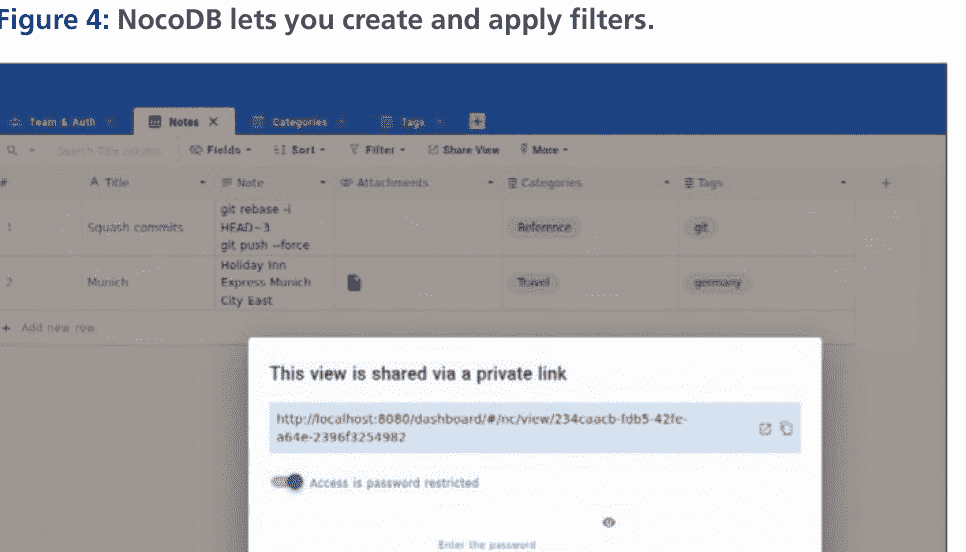 Figure 4: NocoDB lets you create and apply filters.
Team & Auth Notes Categories Tags
Search Title column Fields Sort Filter Share View More
# Title Note Attachments Categories Tags
1 Squash commits git rebase -i Reference git
HEAD~3
git push --force
2 Munich Holiday Inn Travel germany
Express Munich
City East
+ Add new row
This view is shared via a private link
http://localhost:8080/dashboard/#/nc/view/234caacb-fdb5-42fe-
a64e-2396f3254982
Access is password restricted
Enter the password